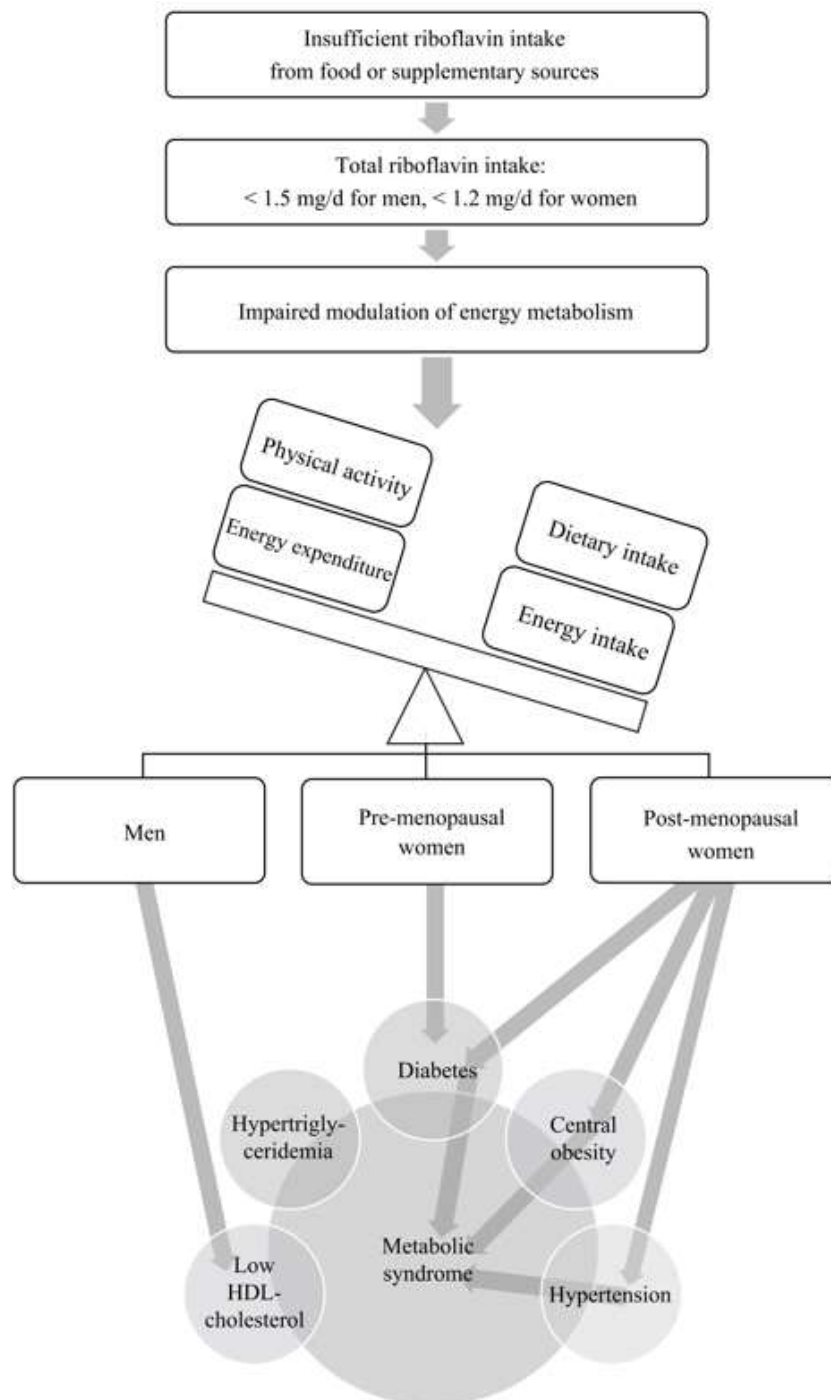 Insufficient riboflavin intake
from food or supplementary sources
Total riboflavin intake:
< 1.5 mg/d for men, < 1.2 mg/d for women
Impaired modulation of energy metabolism
Physical activity
Energy expenditure
Dietary intake
Energy intake
Men
Pre-menopausal
women
Post-menopausal
women
Diabetes
Hypertrigly-
ceridemia
Central
obesity
Metabolic
syndrome
Low
HDL-
cholesterol
Hypertension